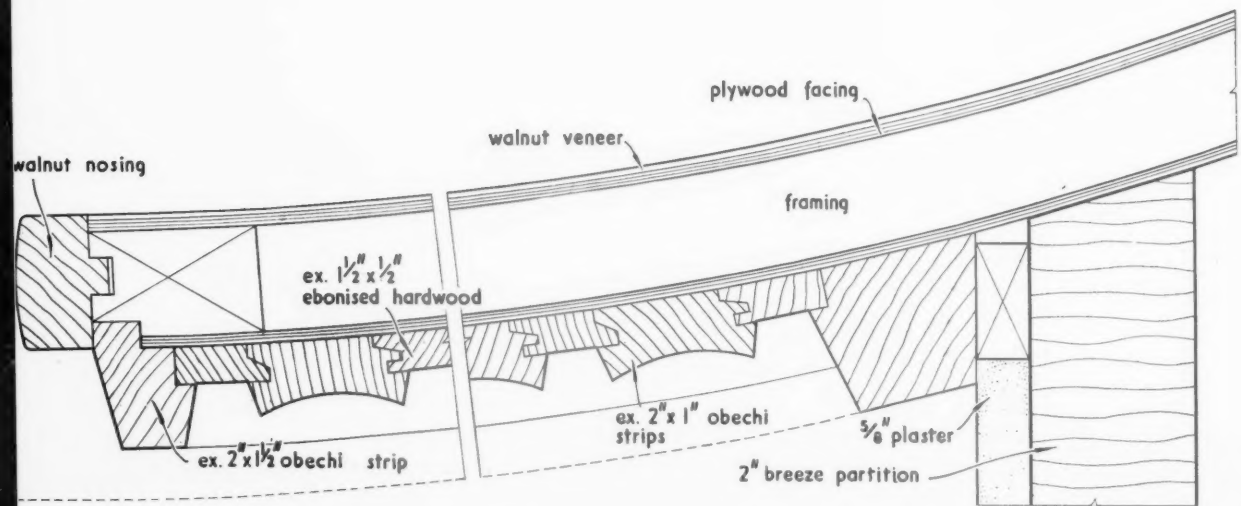 plywood facing
walnut veneer
walnut nosing
framing
ex. 1½" x ½"
ebonised hardwood
ex. 2" x 1" obechi
strips
⅝" plaster
ex. 2" x 1½" obechi strip
2" breeze partition